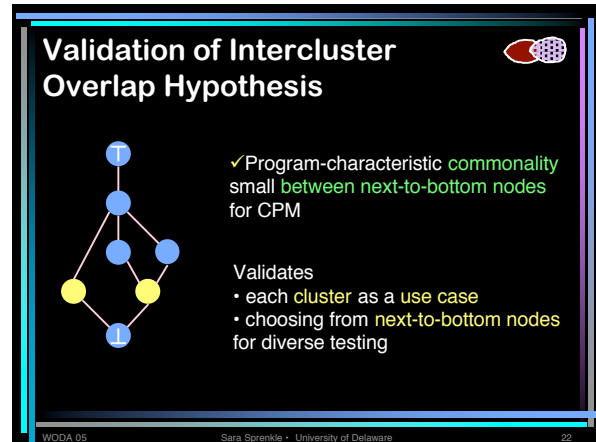 Validation of Intercluster
Overlap Hypothesis
⊤
✓Program-characteristic commonality
small between next-to-bottom nodes
for CPM
Validates
• each cluster as a use case
• choosing from next-to-bottom nodes
for diverse testing
⊥
WODA 05 Sara Sprenkle • University of Delaware 22